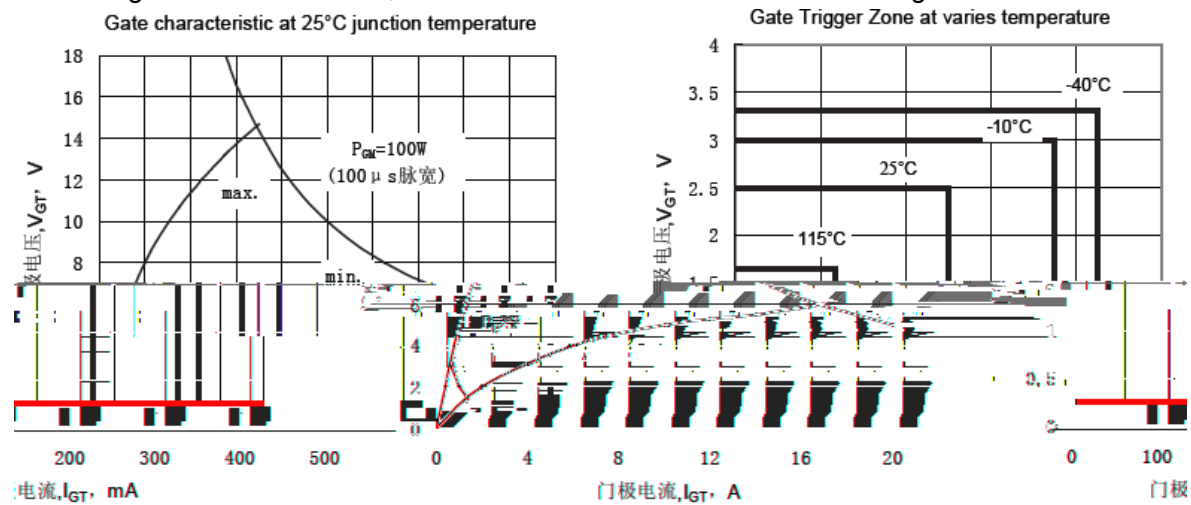 Gate characteristic at 25°C junction temperature
Gate Trigger Zone at varies temperature
18
16
14
12
10
8
6
4
2
0
极电压,VGT, V
PGM=100W
(100μs脉宽)
max.
min.
4
3.5
3
2.5
2
1.5
1
0,5
0
极电压,VGT, V
-40°C
-10°C
25°C
115°C
200 300 400 500
电流,IGT, mA
0 4 8 12 16 20
门极电流,IGT, A
0 100
门极